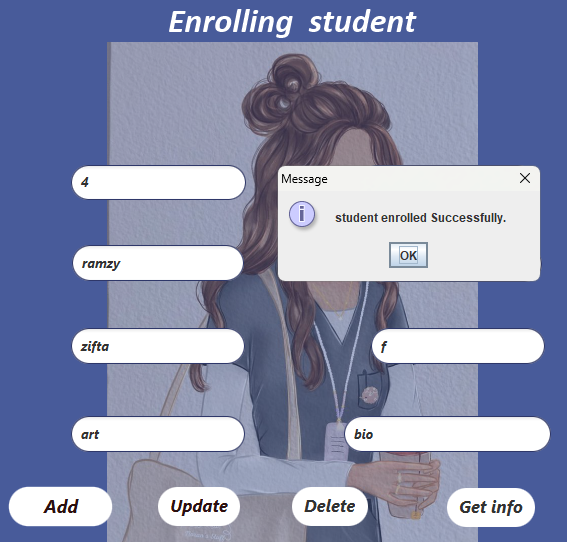 Enrolling student
4
Message
student enrolled Successfully.
OK
ramzy
zifta
f
art
bio
Add
Update
Delete
Get info